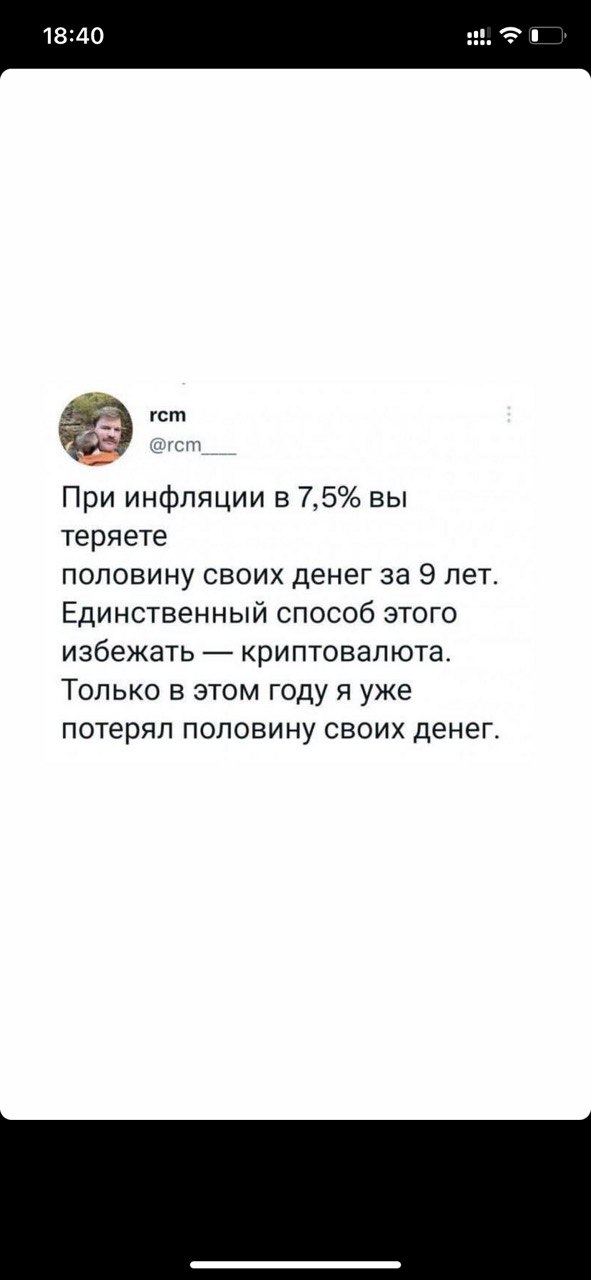 18:40
rcm
@rcm____
При инфляции в 7,5% вы
теряете
половину своих денег за 9 лет.
Единственный способ этого
избежать — криптовалюта.
Только в этом году я уже
потерял половину своих денег.